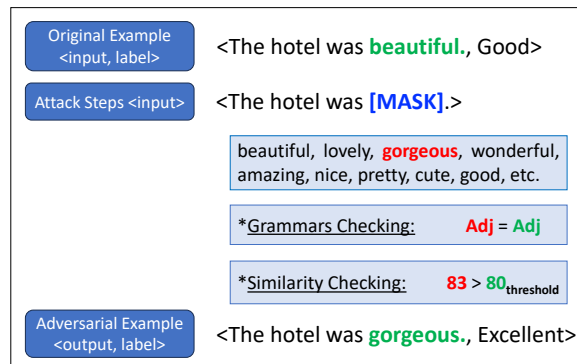 Original Example
<input, label>
<The hotel was beautiful., Good>
Attack Steps <input>
<The hotel was [MASK].>
beautiful, lovely, gorgeous, wonderful,
amazing, nice, pretty, cute, good, etc.
*Grammars Checking: Adj = Adj
*Similarity Checking: 83 > 80threshold
Adversarial Example
<output, label>
<The hotel was gorgeous., Excellent>